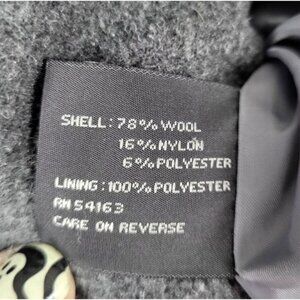 SHELL: 78% WOOL
16% NYLON
6% POLYESTER
LINING: 100% POLYESTER
RN 54163
CARE ON REVERSE